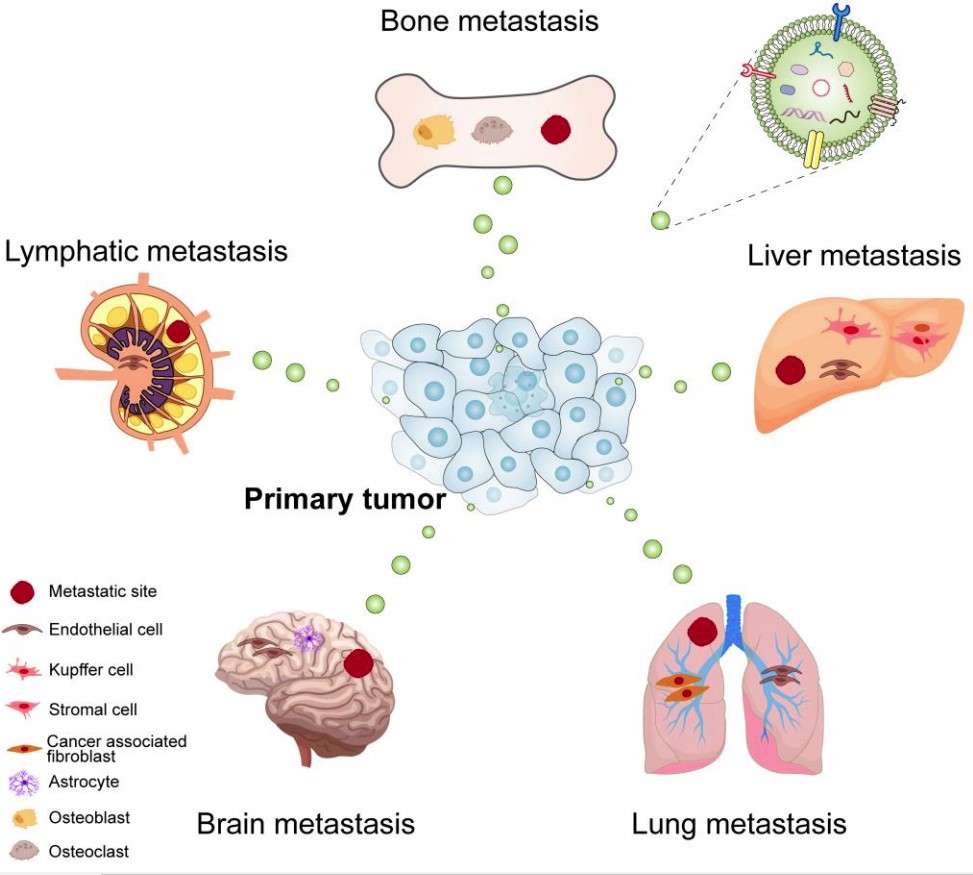 Bone metastasis
Lymphatic metastasis
Liver metastasis
Primary tumor
Metastatic site
Endothelial cell
Kupffer cell
Stromal cell
Cancer associated
fibroblast
Astrocyte
Osteoblast
Osteoclast
Brain metastasis
Lung metastasis